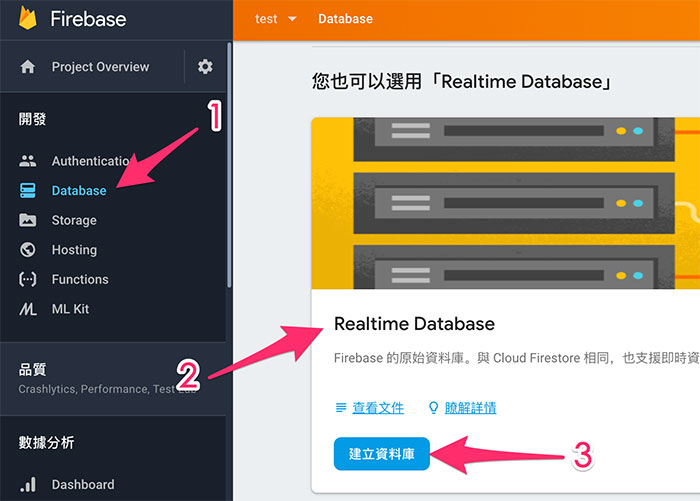 Firebase
test
Database
Project Overview
您也可以選用「Realtime Database」
1
開發
Authentication
Database
Storage
Hosting
Functions
ML Kit
Realtime Database
2
品質
Firebase 的原始資料庫。與 Cloud Firestore 相同，也支援即時資
Crashlytics, Performance, Test Lab
查看文件
瞭解詳情
數據分析
建立資料庫
3
Dashboard